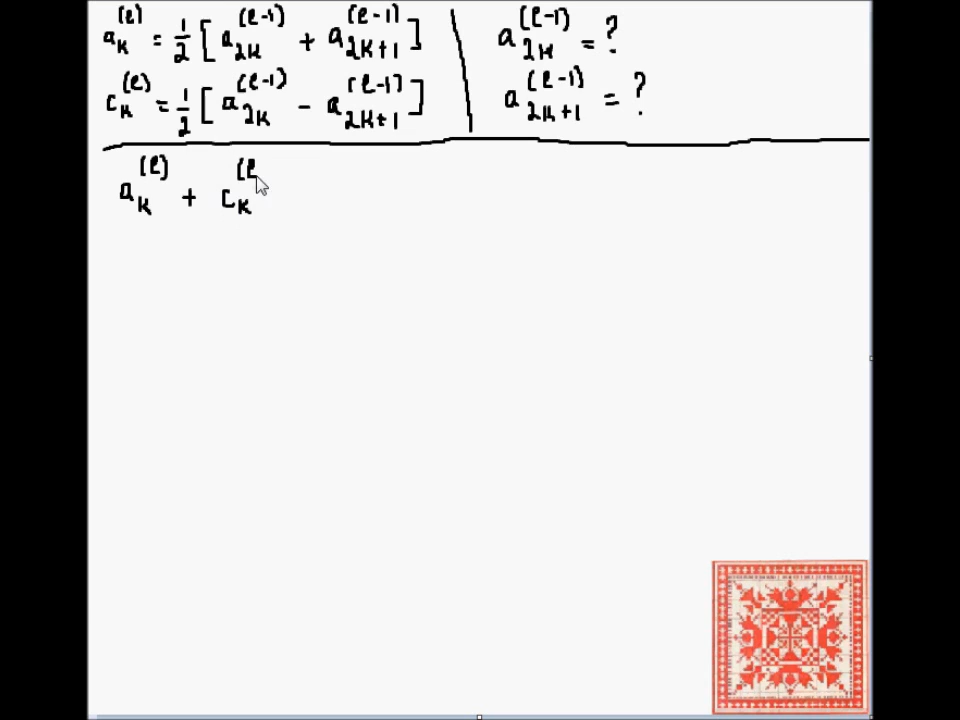 a_k^(l) = 1/2 [ a_2k^(l-1) + a_2k+1^(l-1) ]
c_k^(l) = 1/2 [ a_2k^(l-1) - a_2k+1^(l-1) ]
a_2k^(l-1) = ?
a_2k+1^(l-1) = ?
a_k^(l) + c_k^(l